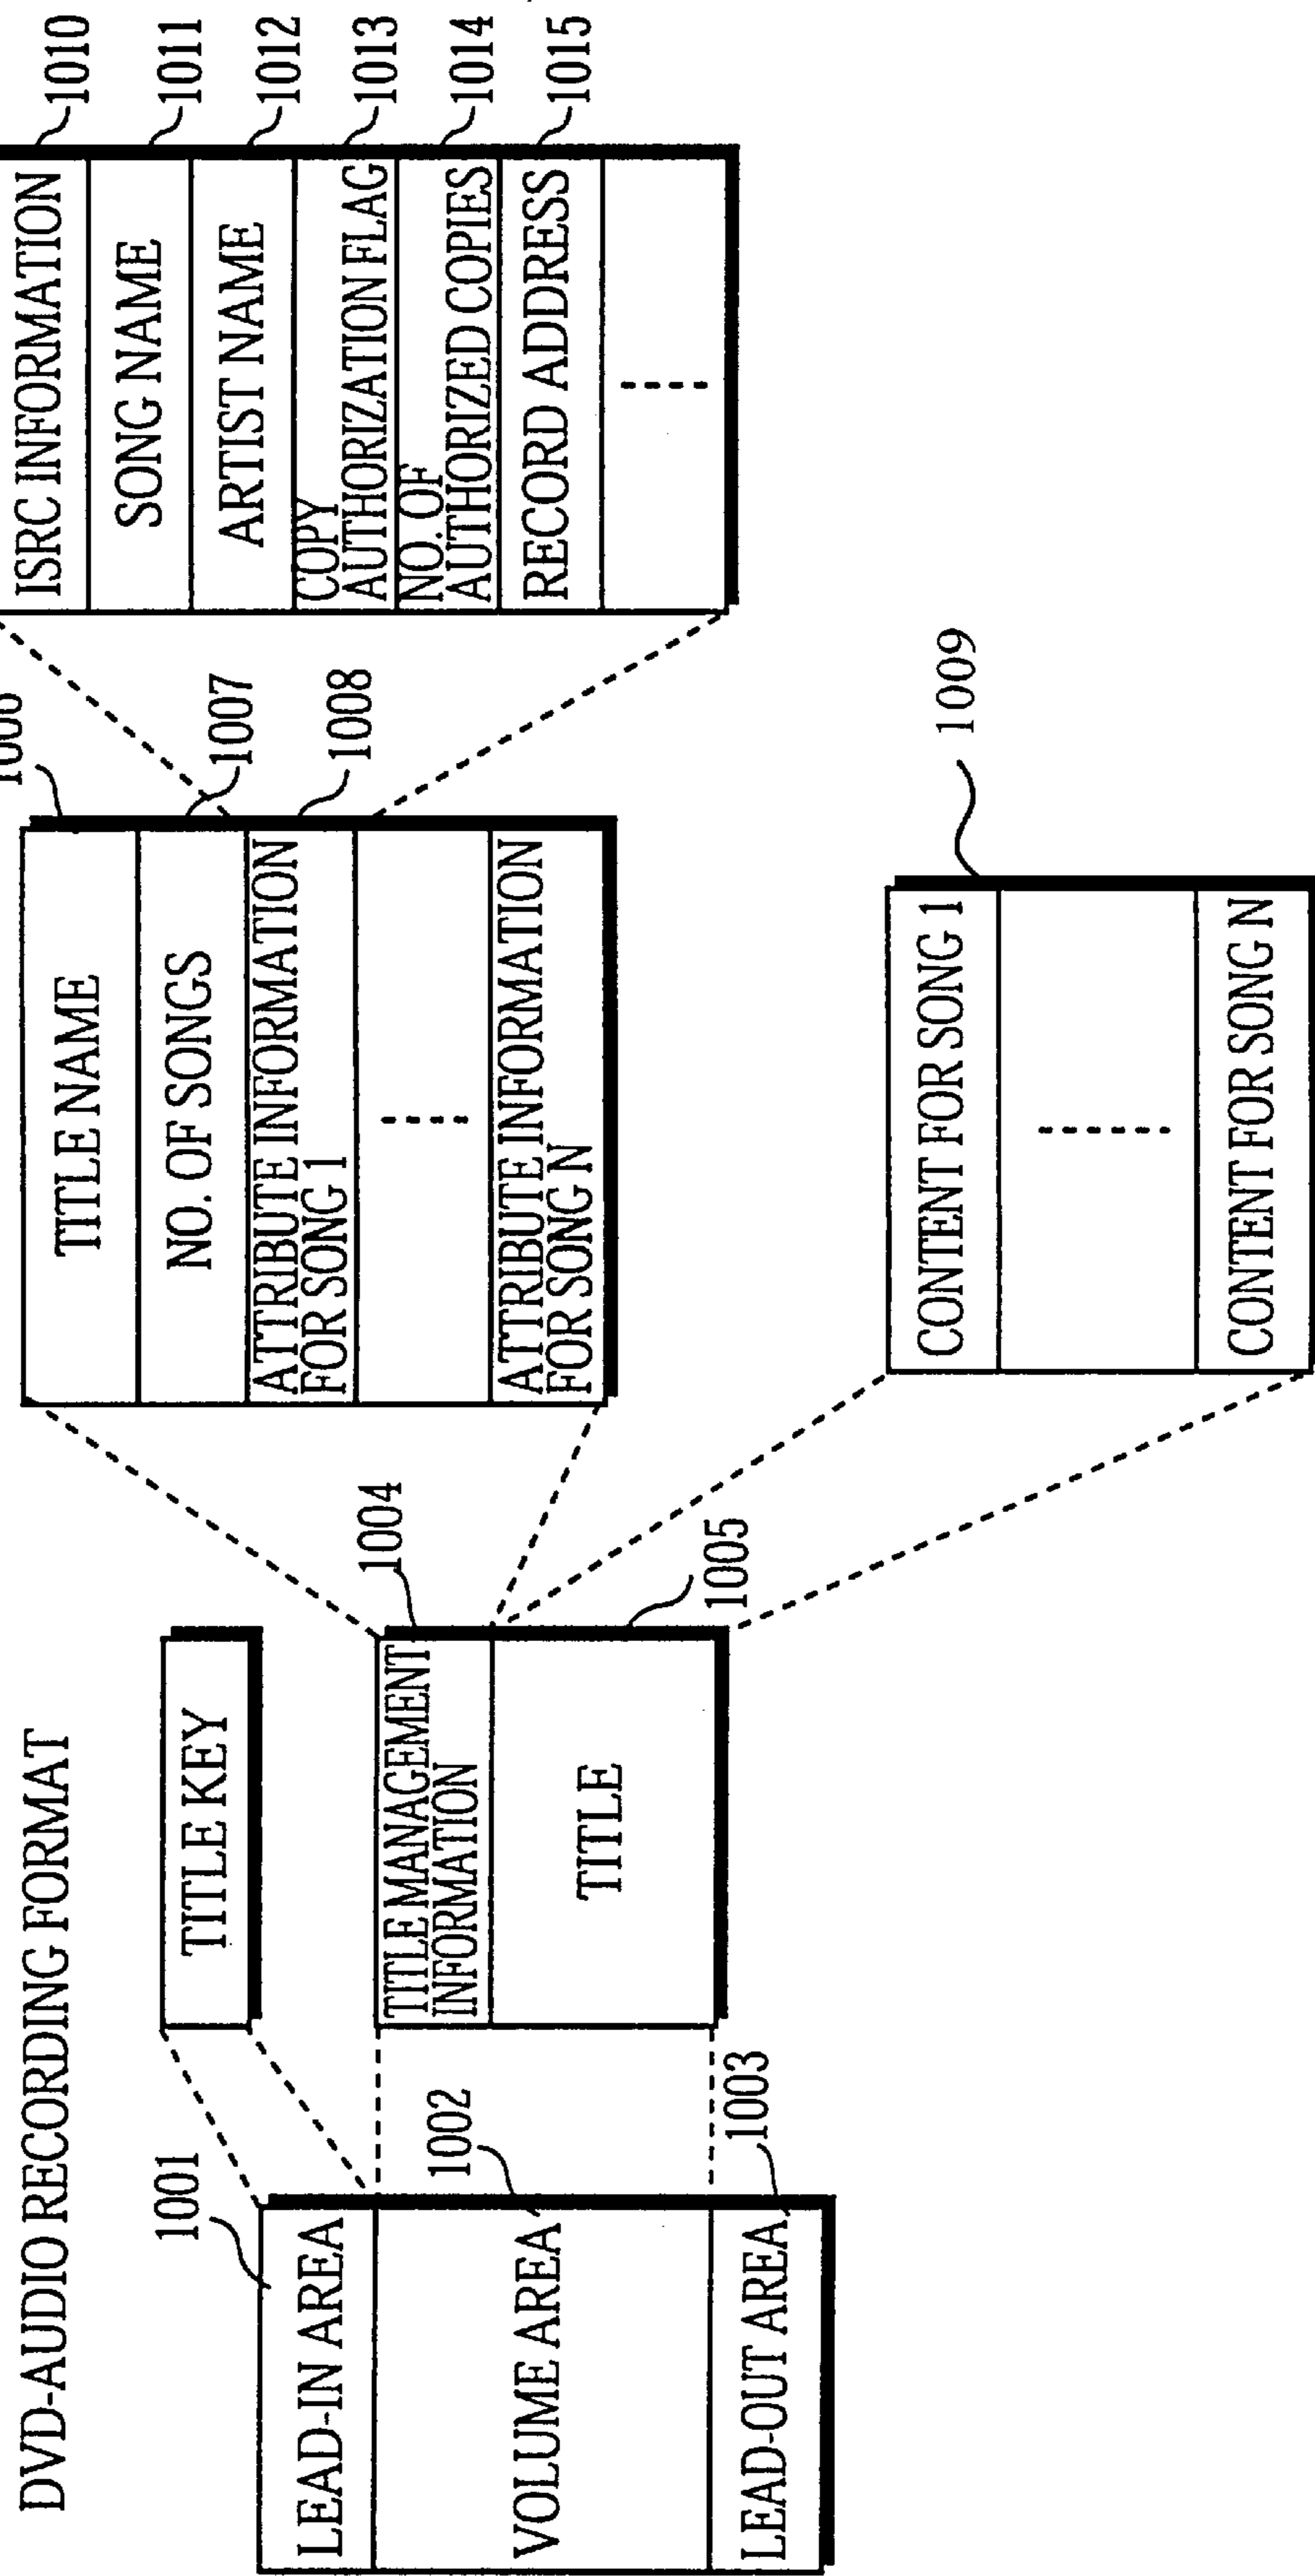 DVD-AUDIO RECORDING FORMAT
1001
LEAD-IN AREA
VOLUME AREA
1002
LEAD-OUT AREA
1003
TITLE KEY
TITLE MANAGEMENT
INFORMATION
1004
TITLE
1005
TITLE NAME
NO. OF SONGS
1007
ATTRIBUTE INFORMATION
FOR SONG 1
1008
ATTRIBUTE INFORMATION
FOR SONG N
CONTENT FOR SONG 1
1009
CONTENT FOR SONG N
ISRC INFORMATION
1010
SONG NAME
1011
ARTIST NAME
1012
COPY
AUTHORIZATION FLAG
1013
NO. OF
AUTHORIZED COPIES
1014
RECORD ADDRESS
1015